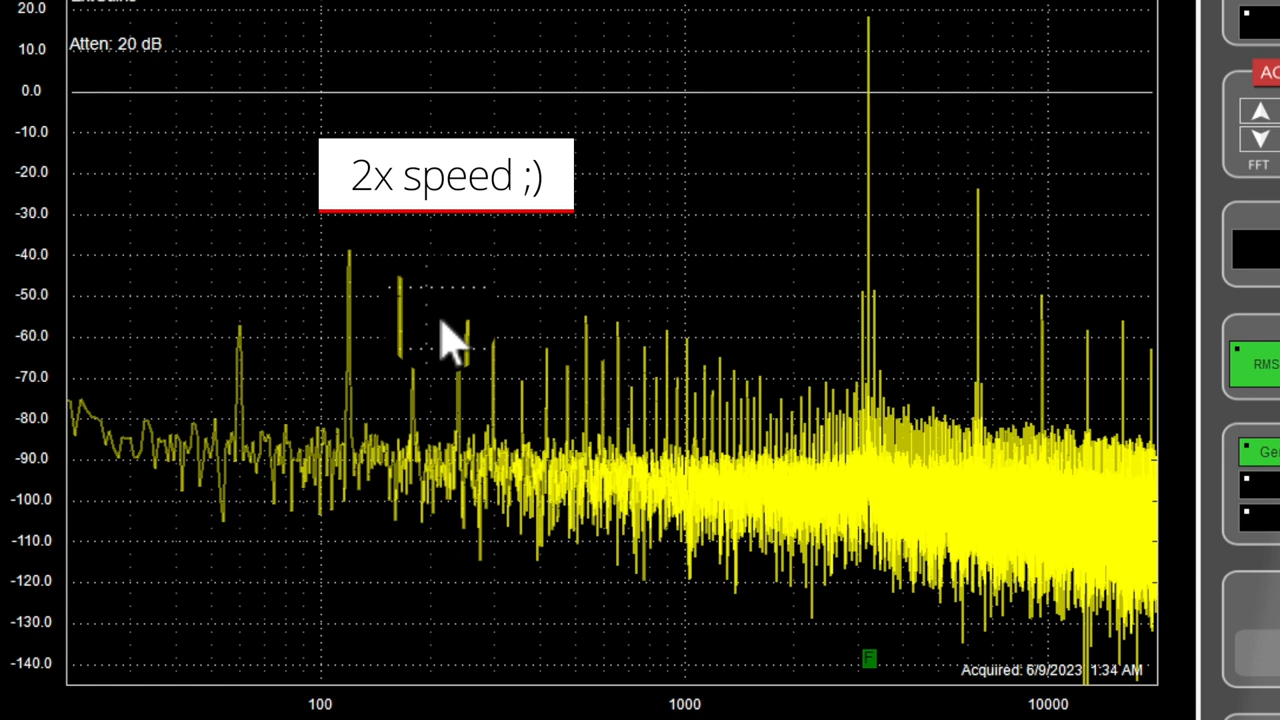 20.0
10.0
Atten: 20 dB
0.0
-10.0
-20.0
-30.0
-40.0
-50.0
-60.0
-70.0
-80.0
-90.0
-100.0
-110.0
-120.0
-130.0
-140.0
2x speed ;)
F
Acquired: 6/9/2023 1:34 AM
100
1000
10000
AC
FFT
RMS
Ge